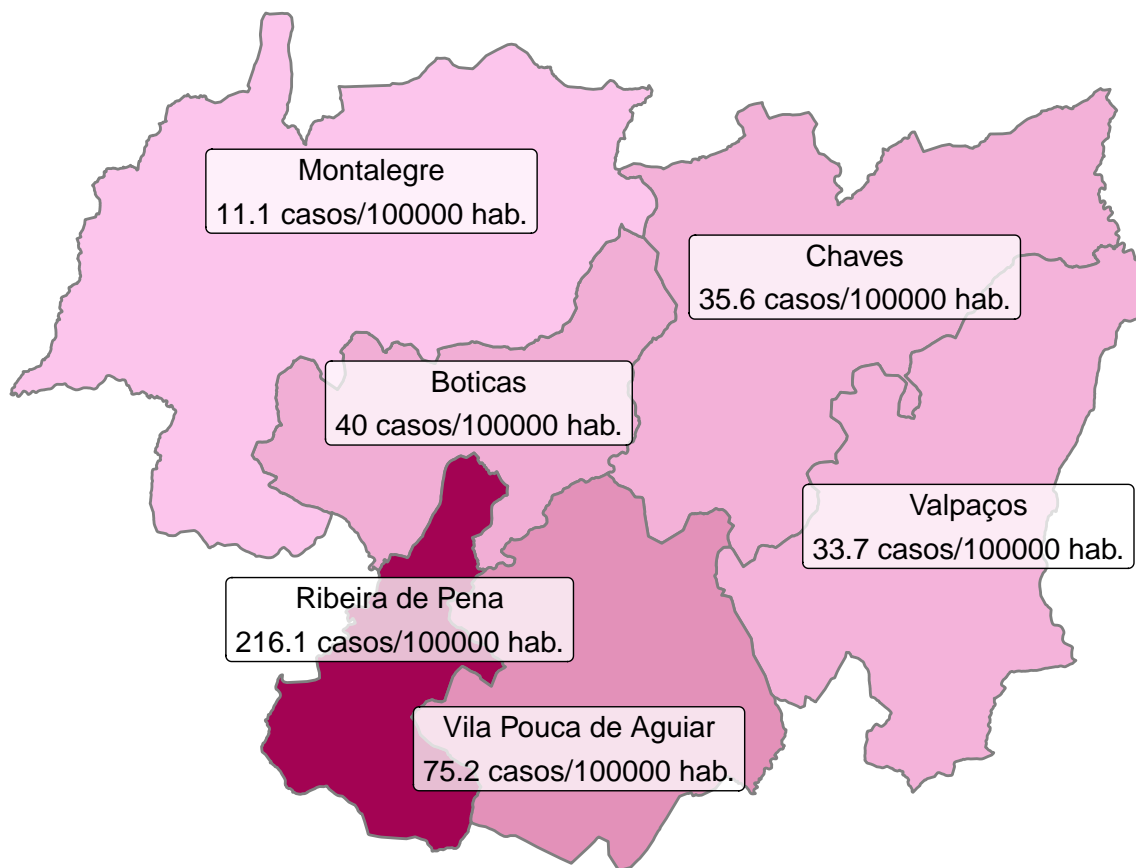 Montalegre
11.1 casos/100000 hab.
Chaves
35.6 casos/100000 hab.
Boticas
40 casos/100000 hab.
Valpaços
33.7 casos/100000 hab.
Ribeira de Pena
216.1 casos/100000 hab.
Vila Pouca de Aguiar
75.2 casos/100000 hab.